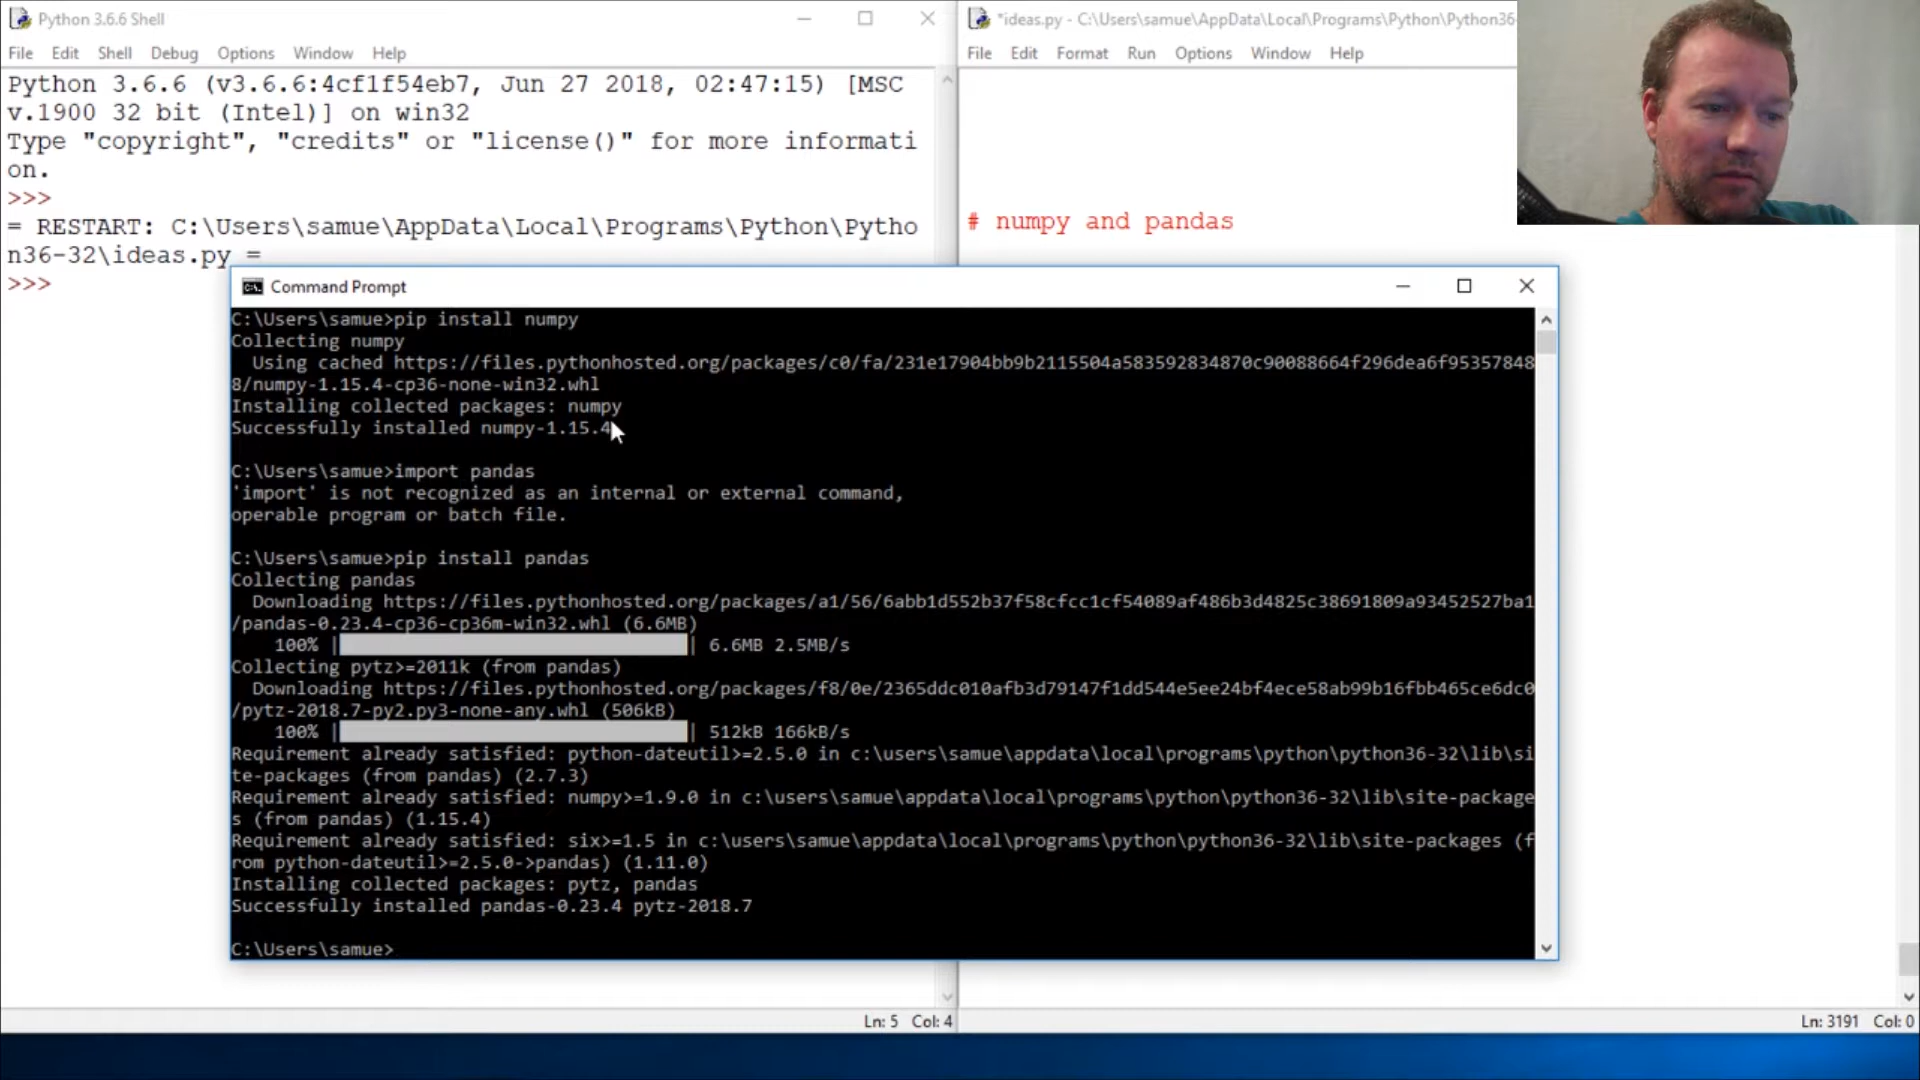 Python 3.6.6 Shell
File Edit Shell Debug Options Window Help
Python 3.6.6 (v3.6.6:4cf1f54eb7, Jun 27 2018, 02:47:15) [MSC
v.1900 32 bit (Intel)] on win32
Type "copyright", "credits" or "license()" for more informati
on.
>>>
= RESTART: C:\Users\samue\AppData\Local\Programs\Python\Pytho
n36-32\ideas.py =
>>>
Ln: 5 Col: 4
*ideas.py - C:\Users\samue\AppData\Local\Programs\Python\Python36-
File Edit Format Run Options Window Help
# numpy and pandas
Ln: 3191 Col: 0
Command Prompt
C:\Users\samue>pip install numpy
Collecting numpy
Using cached https://files.pythonhosted.org/packages/c0/fa/231e17904bb9b2115504a583592834870c90088664f296dea6f95357848
8/numpy-1.15.4-cp36-none-win32.whl
Installing collected packages: numpy
Successfully installed numpy-1.15.4
C:\Users\samue>import pandas
'import' is not recognized as an internal or external command,
operable program or batch file.
C:\Users\samue>pip install pandas
Collecting pandas
Downloading https://files.pythonhosted.org/packages/a1/56/6abb1d552b37f58cfcc1cf54089af486b3d4825c38691809a93452527ba1
/pandas-0.23.4-cp36-cp36m-win32.whl (6.6MB)
100% | | 6.6MB 2.5MB/s
Collecting pytz>=2011k (from pandas)
Downloading https://files.pythonhosted.org/packages/f8/0e/2365ddc010afb3d79147f1dd544e5ee24bf4ece58ab99b16fbb465ce6dc0
/pytz-2018.7-py2.py3-none-any.whl (506kB)
100% | | 512kB 166kB/s
Requirement already satisfied: python-dateutil>=2.5.0 in c:\users\samue\appdata\local\programs\python\python36-32\lib\si
te-packages (from pandas) (2.7.3)
Requirement already satisfied: numpy>=1.9.0 in c:\users\samue\appdata\local\programs\python\python36-32\lib\site-package
s (from pandas) (1.15.4)
Requirement already satisfied: six>=1.5 in c:\users\samue\appdata\local\programs\python\python36-32\lib\site-packages (f
rom python-dateutil>=2.5.0->pandas) (1.11.0)
Installing collected packages: pytz, pandas
Successfully installed pandas-0.23.4 pytz-2018.7
C:\Users\samue>